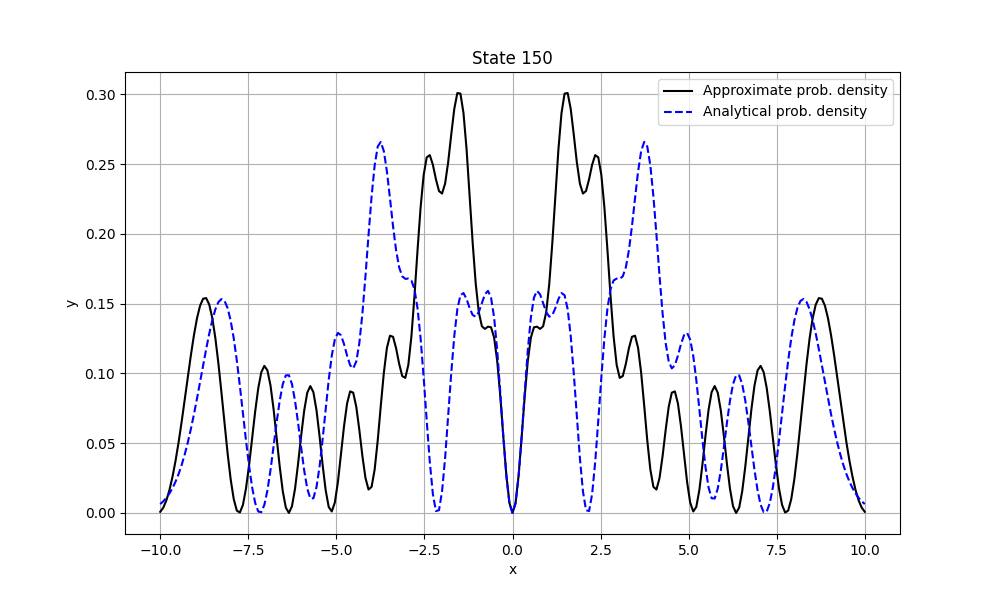 State 150
Approximate prob. density
Analytical prob. density
y
0.30
0.25
0.20
0.15
0.10
0.05
0.00
−10.0 −7.5 −5.0 −2.5 0.0 2.5 5.0 7.5 10.0
x